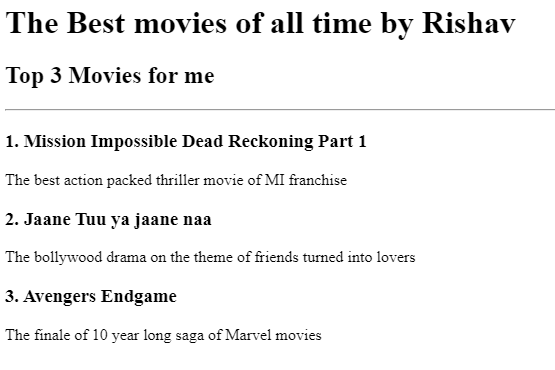 The Best movies of all time by Rishav
Top 3 Movies for me
1. Mission Impossible Dead Reckoning Part 1
The best action packed thriller movie of MI franchise
2. Jaane Tuu ya jaane naa
The bollywood drama on the theme of friends turned into lovers
3. Avengers Endgame
The finale of 10 year long saga of Marvel movies